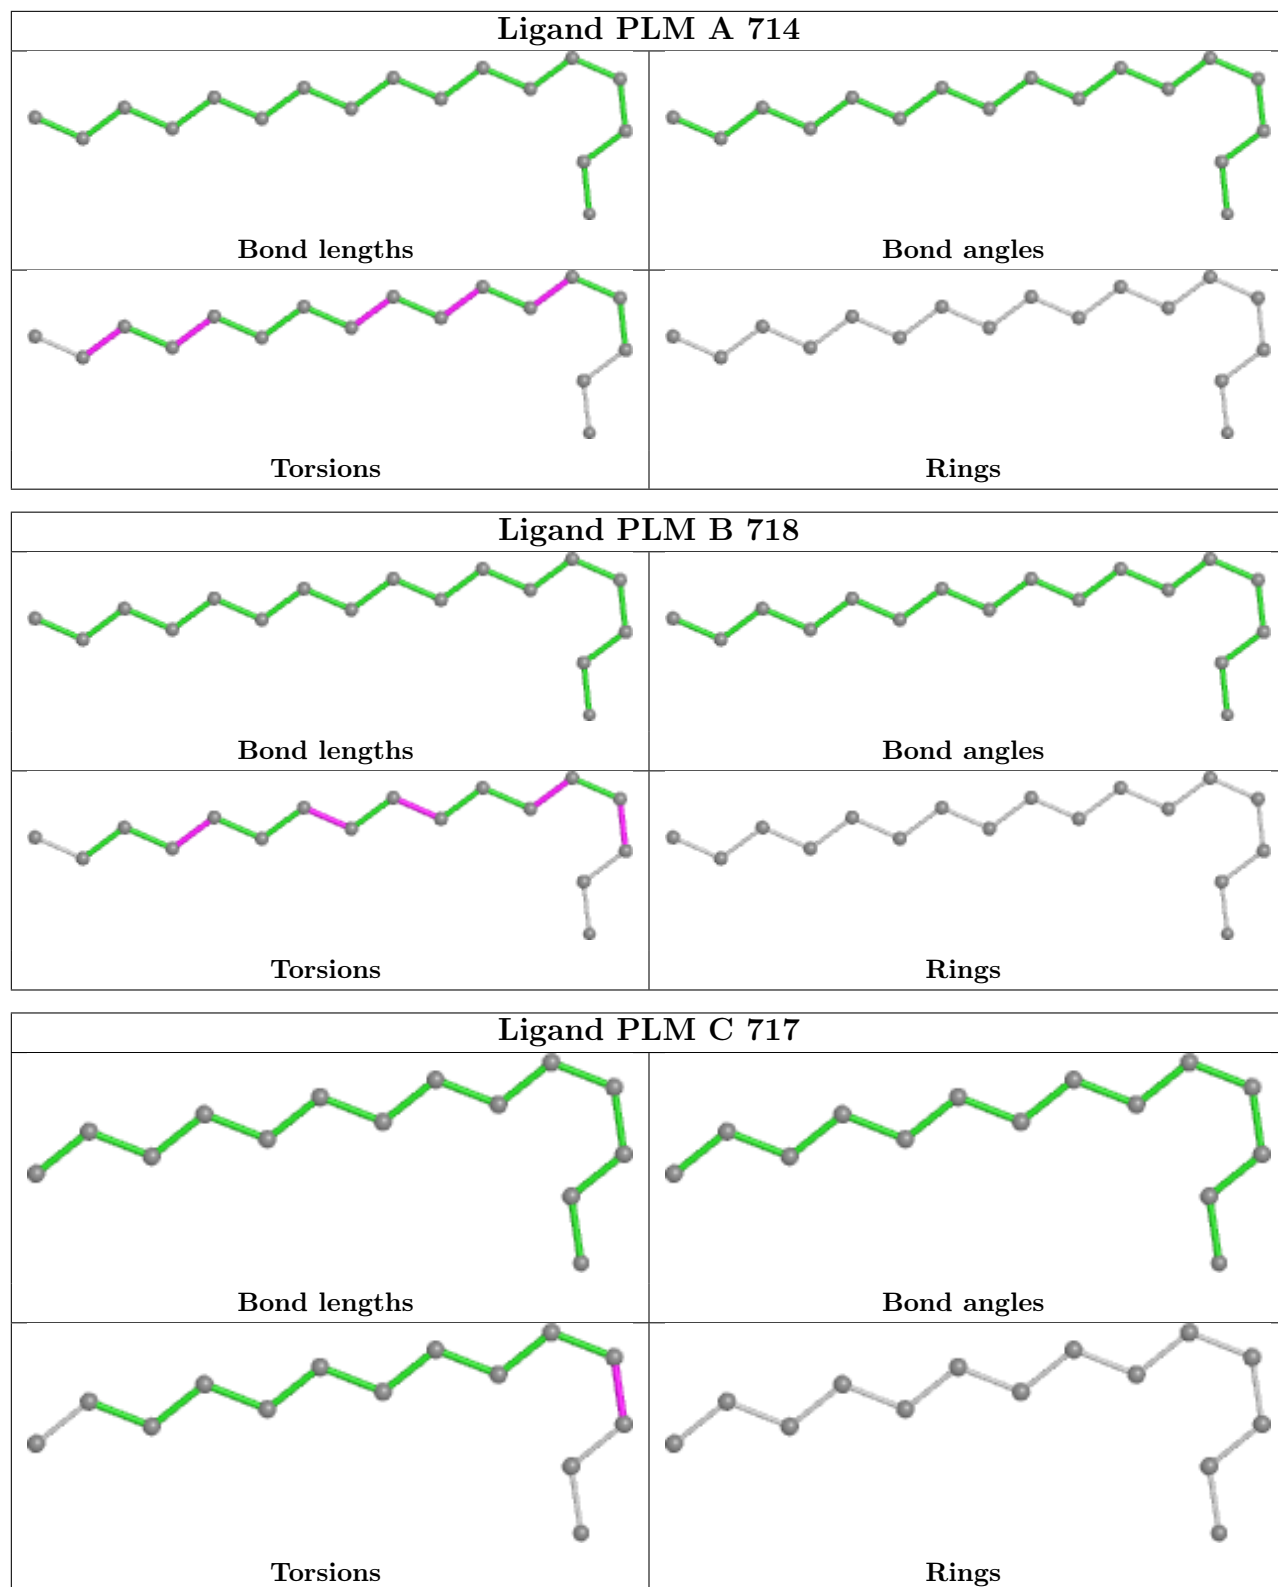 Ligand PLM A 714
Bond lengths
Bond angles
Torsions
Rings
Ligand PLM B 718
Bond lengths
Bond angles
Torsions
Rings
Ligand PLM C 717
Bond lengths
Bond angles
Torsions
Rings